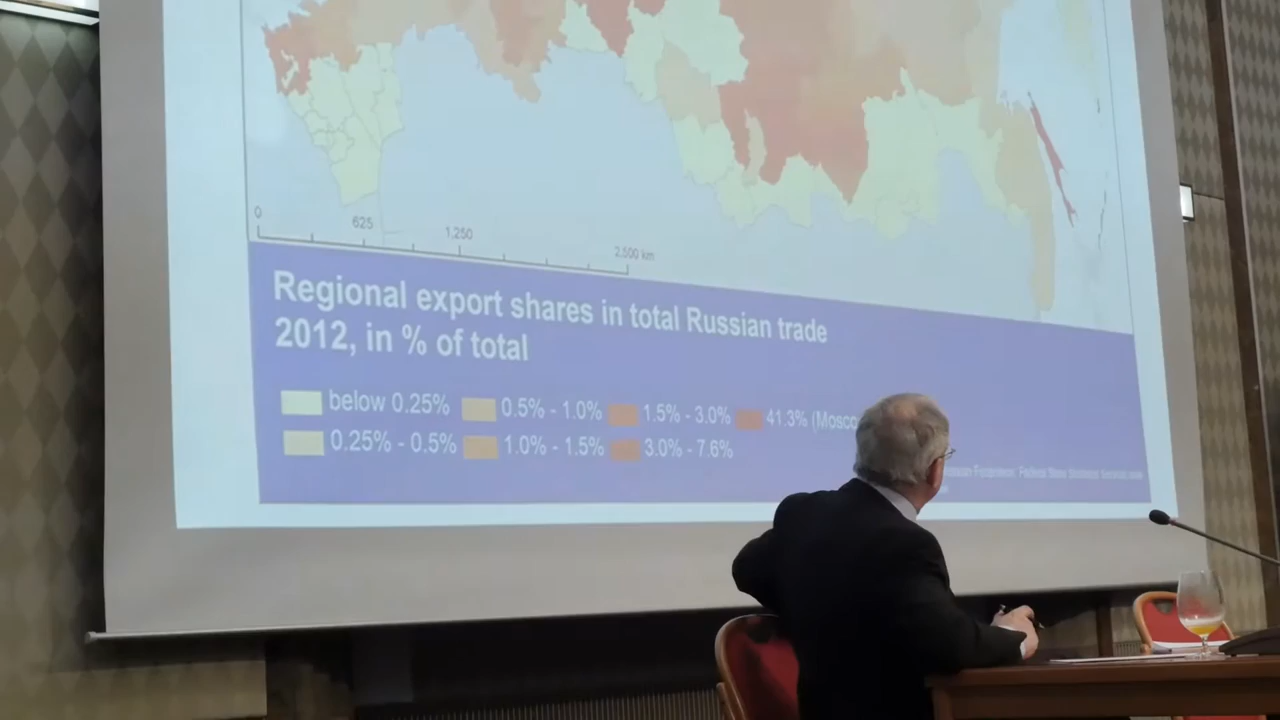 0
625
1,250
2,500 km
Regional export shares in total Russian trade
2012, in % of total
below 0.25% 0.5% - 1.0% 1.5% - 3.0% 41.3% (Mosco
0.25% - 0.5% 1.0% - 1.5% 3.0% - 7.6%